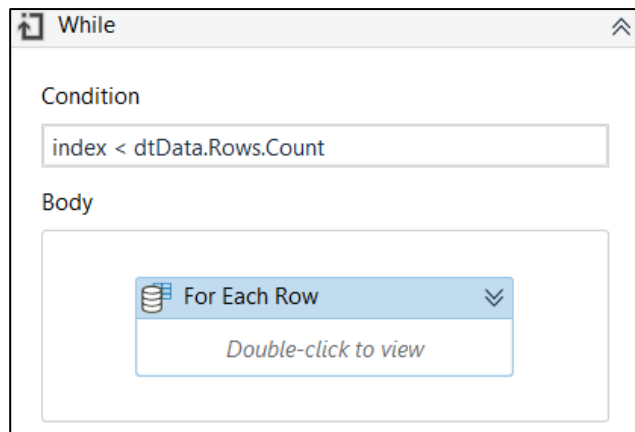 While
Condition
index < dtData.Rows.Count
Body
For Each Row
Double-click to view